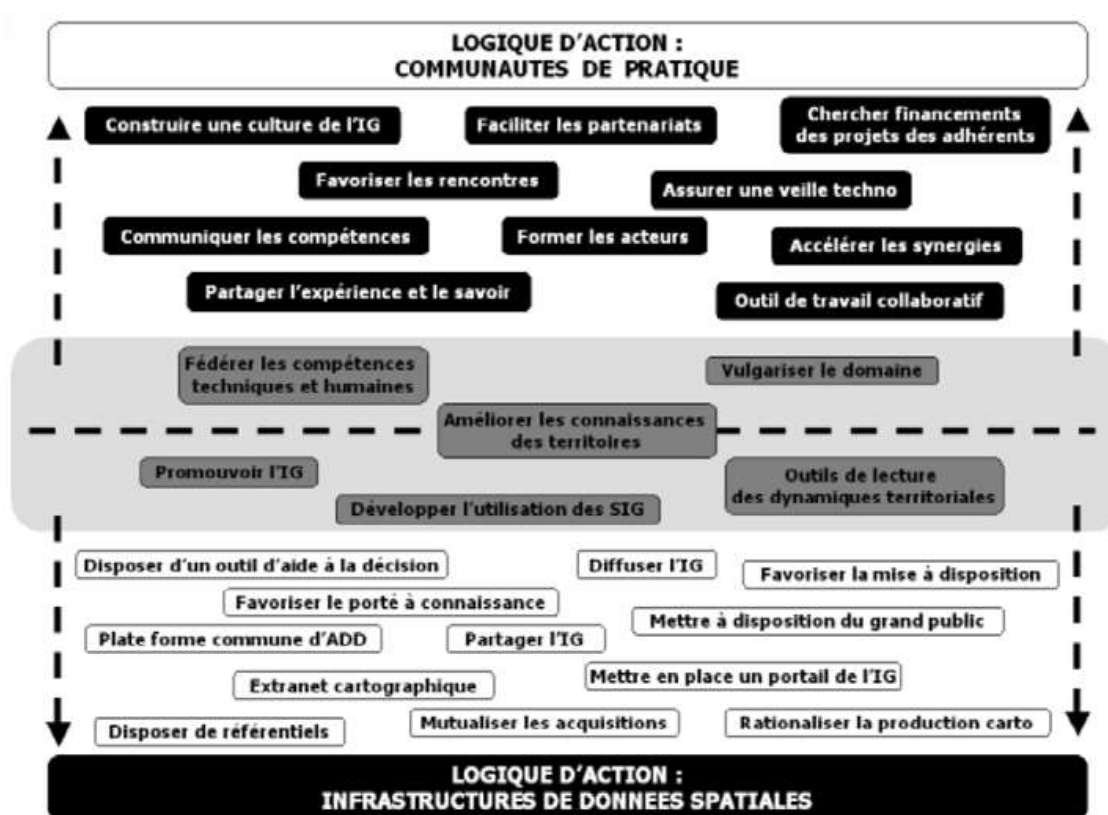 LOGIQUE D'ACTION :
COMMUNAUTES DE PRATIQUE
Construire une culture de l'IG
Faciliter les partenariats
Chercher financements
des projets des adhérents
Favoriser les rencontres
Assurer une veille techno
Communiquer les compétences
Former les acteurs
Accélérer les synergies
Partager l'expérience et le savoir
Outil de travail collaboratif
Fédérer les compétences
techniques et humaines
Vulgariser le domaine
Améliorer les connaissances
des territoires
Promouvoir l'IG
Outils de lecture
des dynamiques territoriales
Développer l'utilisation des SIG
Disposer d'un outil d'aide à la décision
Diffuser l'IG
Favoriser la mise à disposition
Favoriser le porté à connaissance
Mettre à disposition du grand public
Plate forme commune d'ADD
Partager l'IG
Mettre en place un portail de l'IG
Extranet cartographique
Disposer de référentiels
Mutualiser les acquisitions
Rationaliser la production carto
LOGIQUE D'ACTION :
INFRASTRUCTURES DE DONNEES SPATIALES